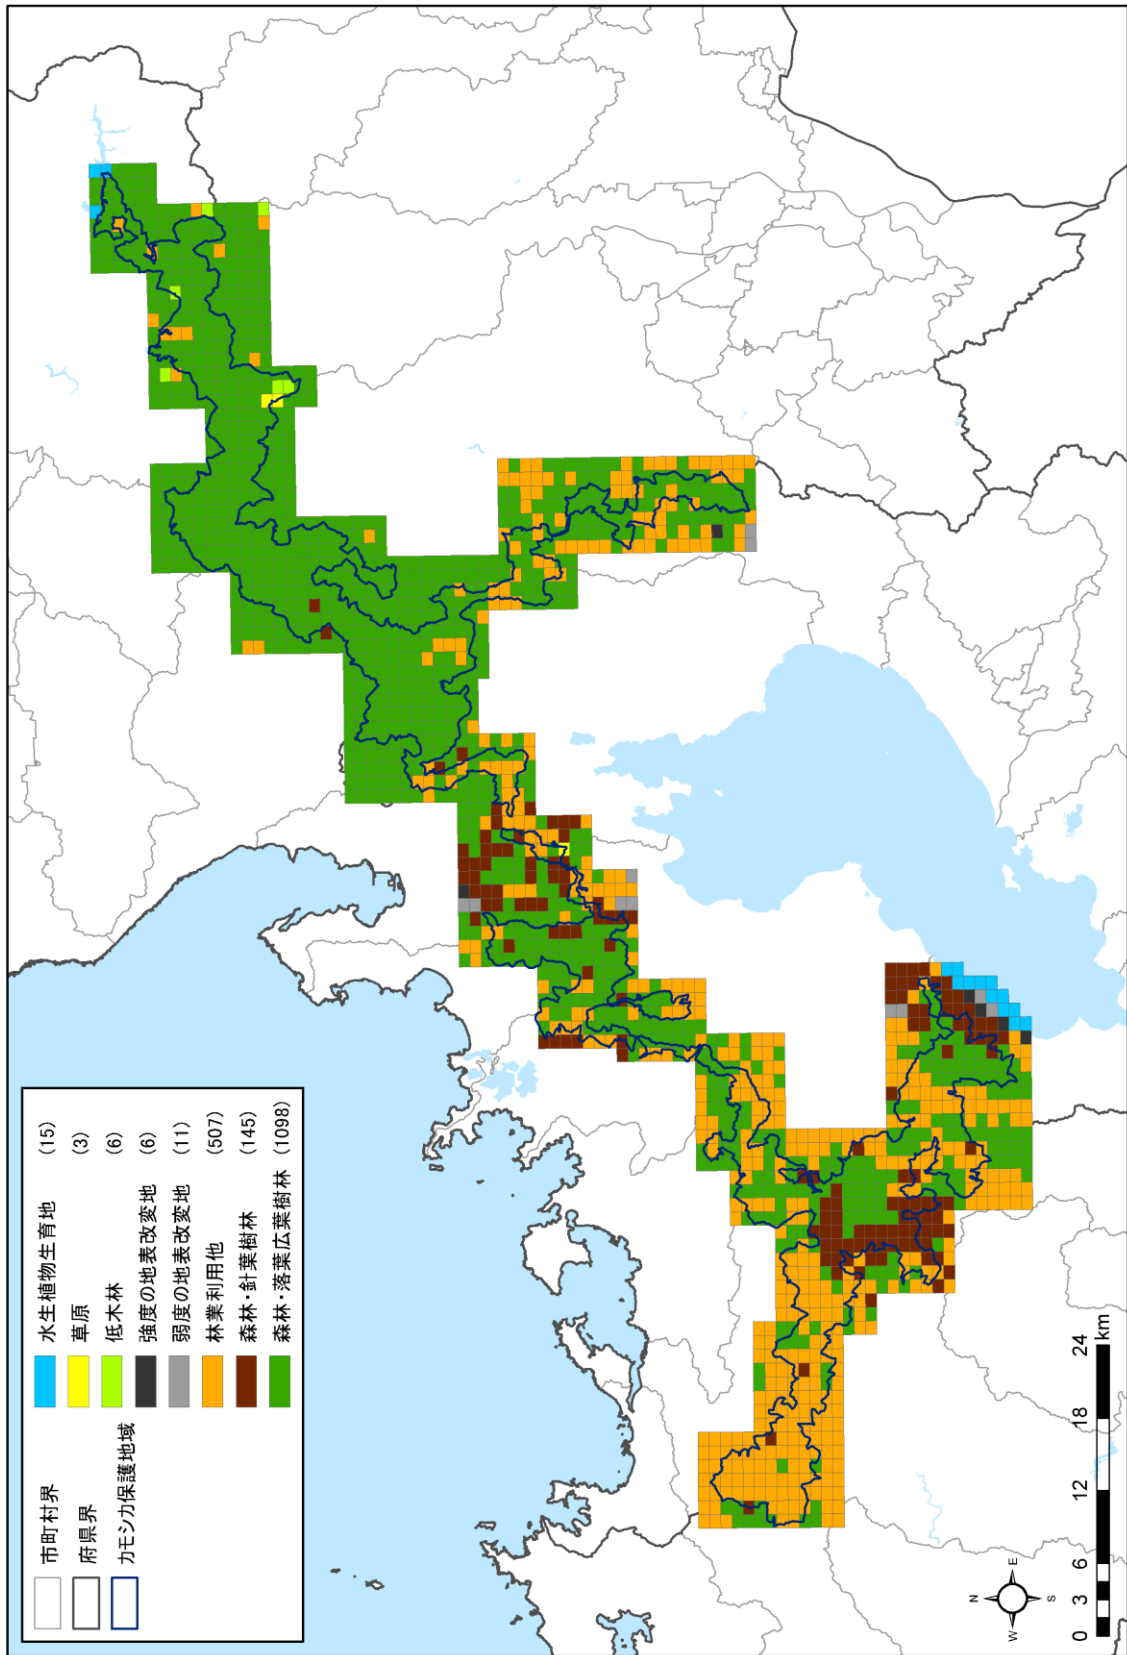 市町村界
府県界
カモシカ保護地域
水生植物生育地 (15)
草原 (3)
低木林 (6)
強度の地表改変地 (6)
弱度の地表改変地 (11)
林業利用他 (507)
森林・針葉樹林 (145)
森林・落葉広葉樹林 (1098)
N
W E
S
0 3 6 12 18 24
km